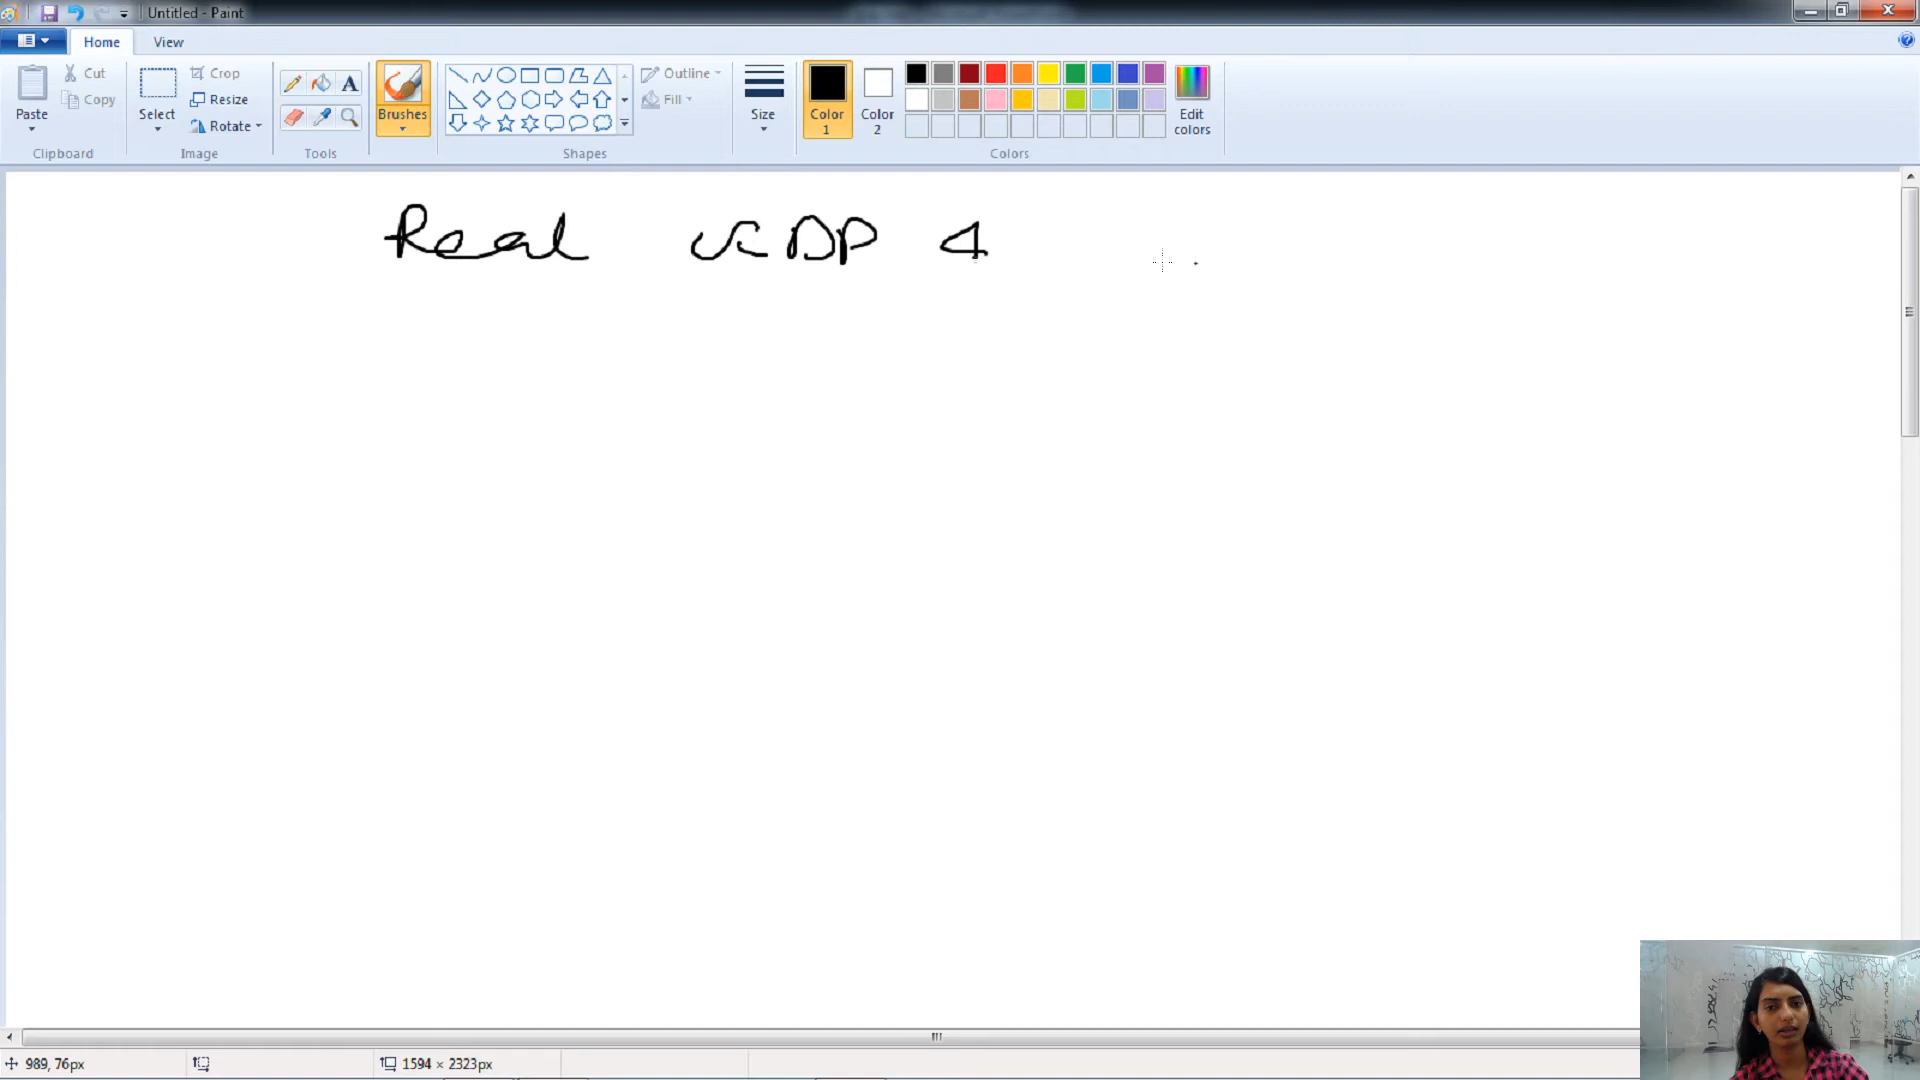 Untitled - Paint
Home View
Paste Cut Copy Select Crop Resize Rotate Brushes Outline Fill Size Color 1 Color 2 Edit colors
Clipboard Image Tools Shapes Colors
Real GDP &
989, 76px 1594 × 2323px